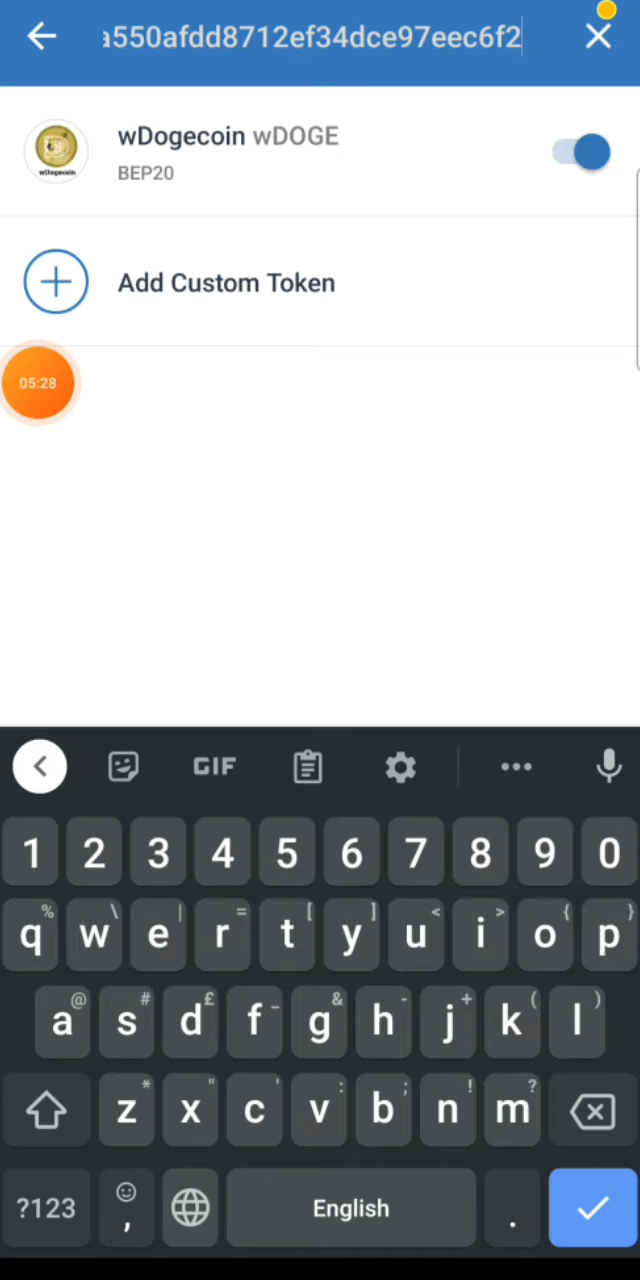 a550afdd8712ef34dce97eec6f2
wDogecoin wDOGE
BEP20
wDogecoin
Add Custom Token
05:28
GIF
1 2 3 4 5 6 7 8 9 0
% \ | = [ ] < > { }
q w e r t y u i o p
@ # £ _ & - + ( )
a s d f g h j k l
* " ' : ; ! ?
z x c v b n m
?123 , English .